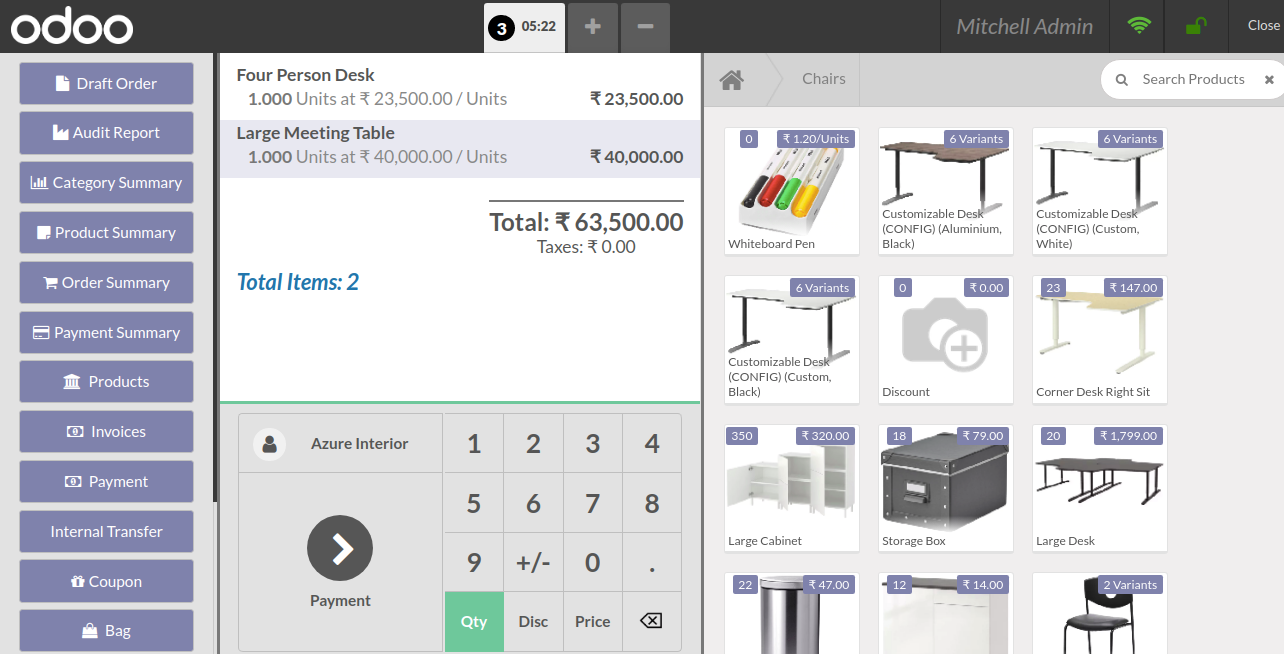 odoo
3 05:22 + −
Mitchell Admin
Close
Draft Order
Audit Report
Category Summary
Product Summary
Order Summary
Payment Summary
Products
Invoices
Payment
Internal Transfer
Coupon
Bag
Four Person Desk
1.000 Units at ₹ 23,500.00 / Units ₹ 23,500.00
Large Meeting Table
1.000 Units at ₹ 40,000.00 / Units ₹ 40,000.00
Total: ₹ 63,500.00
Taxes: ₹ 0.00
Total Items: 2
Azure Interior
Payment
1 2 3 4
5 6 7 8
9 +/- 0 .
Qty Disc Price
Chairs
Search Products
0 ₹ 1.20/Units
Whiteboard Pen
6 Variants
Customizable Desk
(CONFIG) (Aluminium,
Black)
6 Variants
Customizable Desk
(CONFIG) (Custom,
White)
6 Variants
Customizable Desk
(CONFIG) (Custom,
Black)
0 ₹ 0.00
Discount
23 ₹ 147.00
Corner Desk Right Sit
350 ₹ 320.00
Large Cabinet
18 ₹ 79.00
Storage Box
20 ₹ 1,799.00
Large Desk
22 ₹ 47.00
12 ₹ 14.00
2 Variants